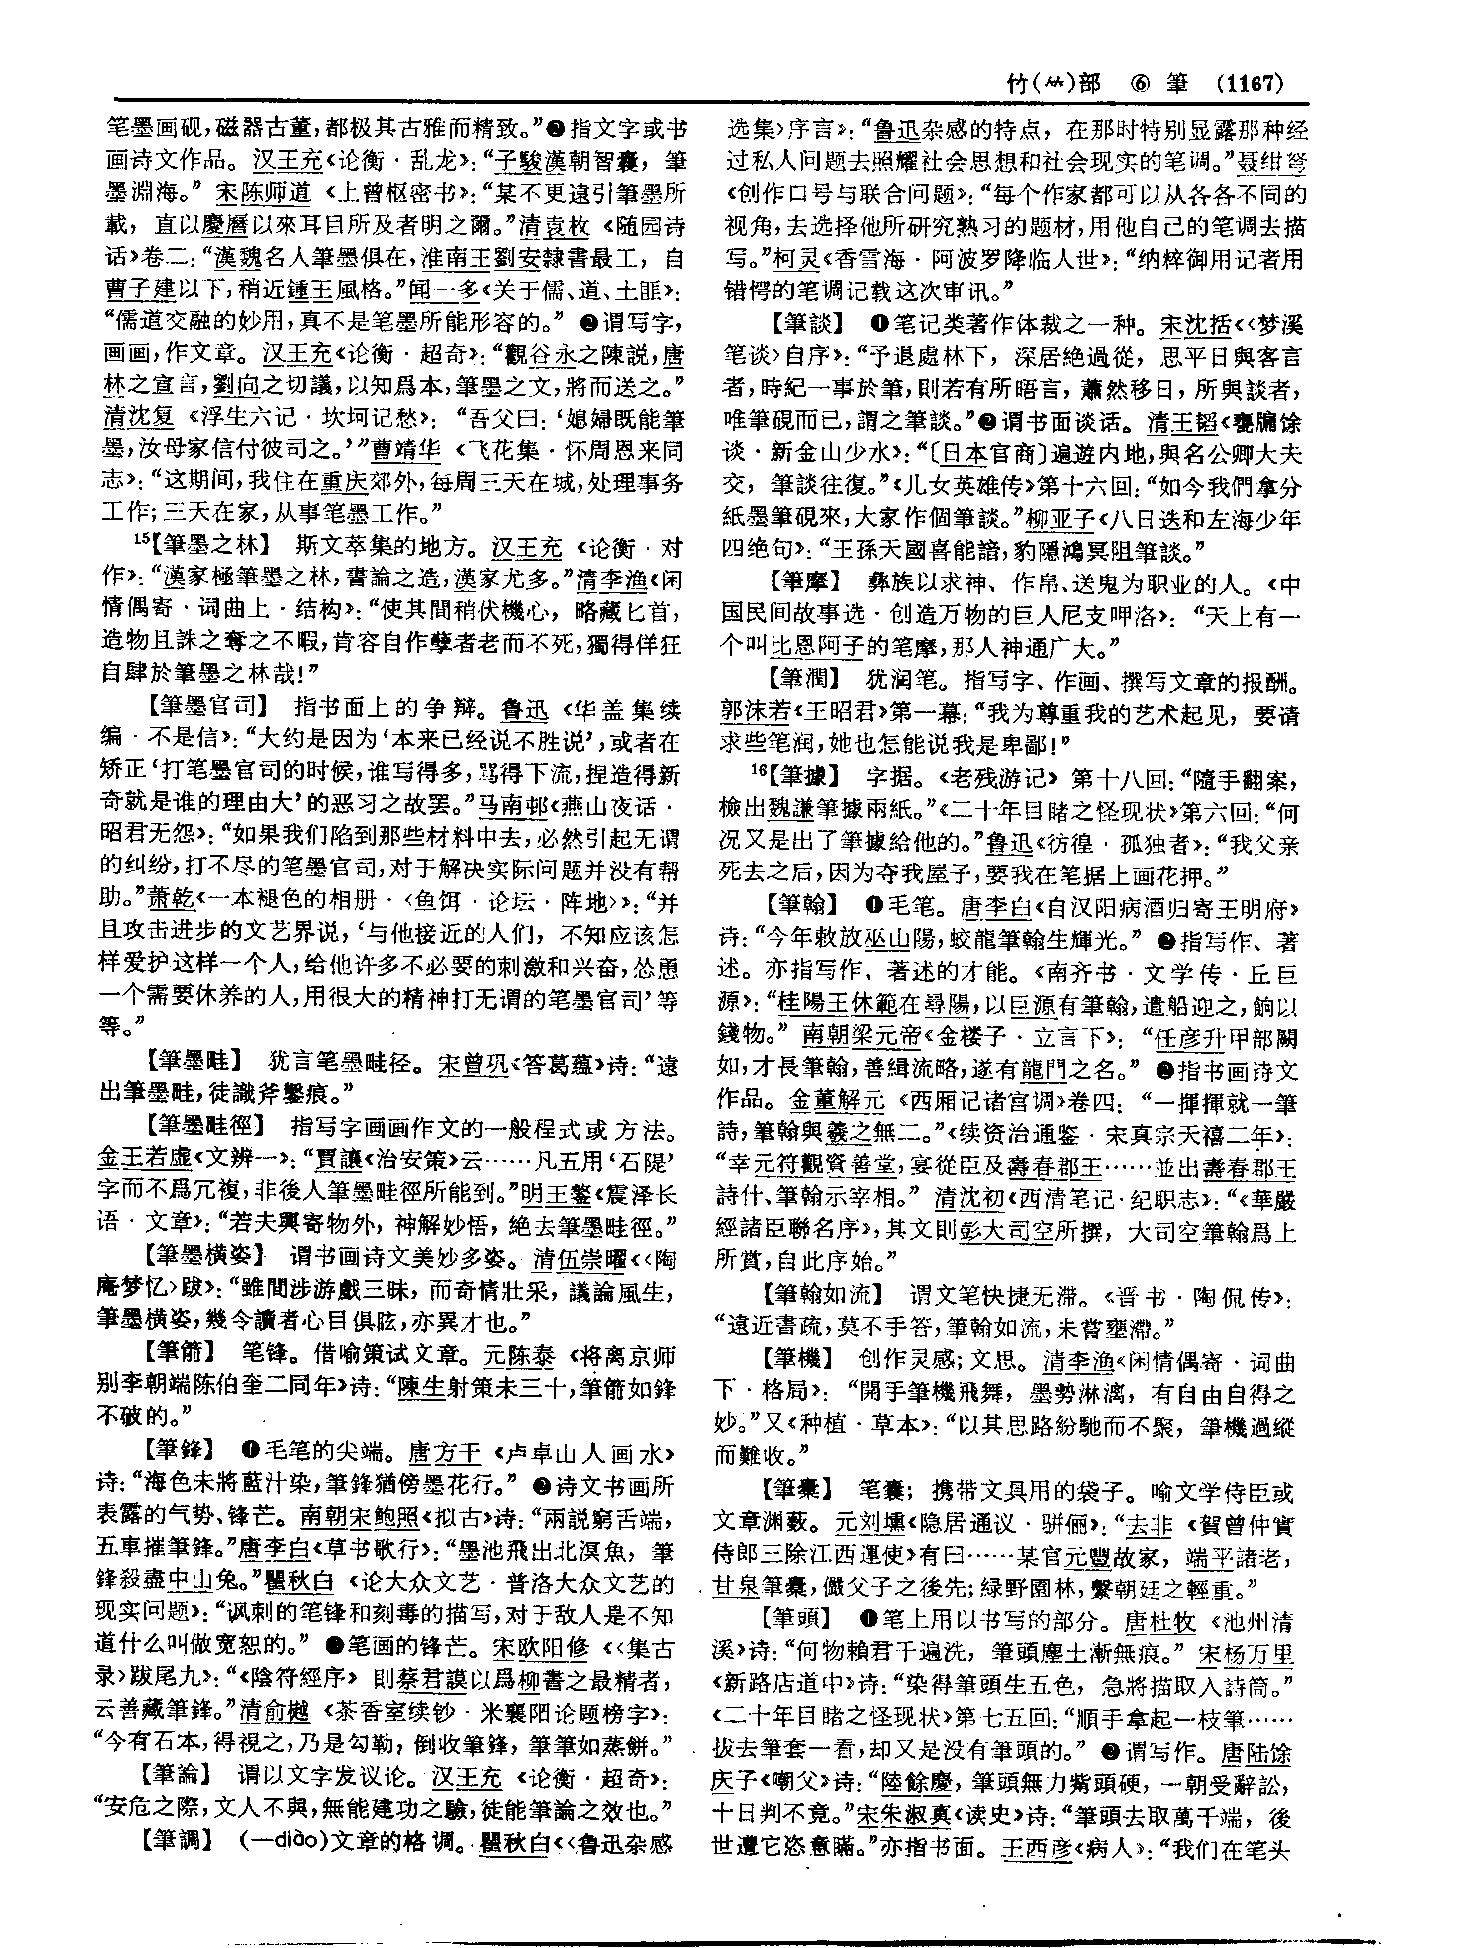 竹(⺮)部　⑥　筆　(1167)
笔墨画砚，磁器古董，都极其古雅而精致。”❷指文字或书
画诗文作品。汉王充《论衡·乱龙》：“子駿漢朝智囊，筆
墨淵海。”宋陈师道《上曾枢密书》：“某不更遠引筆墨所
載，直以慶曆以來耳目所及者明之爾。”清袁枚《随园诗
话》卷二：“漢魏名人筆墨俱在，淮南王劉安隸書最工，自
曹子建以下，稍近鍾王風格。”闻一多《关于儒、道、土匪》：
“儒道交融的妙用，真不是笔墨所能形容的。”❷谓写字，
画画，作文章。汉王充《论衡·超奇》：“觀谷永之陳説，唐
林之宣言，劉向之切議，以知爲本，筆墨之文，將而送之。”
清沈复《浮生六记·坎坷记愁》：“吾父曰：‘媳婦既能筆
墨，汝母家信付彼司之。’”曹靖华《飞花集·怀周恩来同
志》：“这期间，我住在重庆郊外，每周三天在城，处理事务
工作；三天在家，从事笔墨工作。”
15【筆墨之林】　斯文萃集的地方。汉王充《论衡·对
作》：“漢家極筆墨之林，書論之造，漢家尤多。”清李渔《闲
情偶寄·词曲上·结构》：“使其間稍伏機心，略藏匕首，
造物且誅之奪之不暇，肯容自作孽者老而不死，獨得佯狂
自肆於筆墨之林哉！”
【筆墨官司】　指书面上的争辩。鲁迅《华盖集续
编·不是信》：“大约是因为‘本来已经说不胜说’，或者在
矫正‘打笔墨官司的时候，谁写得多，骂得下流，捏造得新
奇就是谁的理由大’的恶习之故罢。”马南邨《燕山夜话·
昭君无怨》：“如果我们陷到那些材料中去，必然引起无谓
的纠纷，打不尽的笔墨官司，对于解决实际问题并没有帮
助。”萧乾《一本褪色的相册·〈鱼饵·论坛·阵地〉》：“并
且攻击进步的文艺界说，‘与他接近的人们，不知应该怎
样爱护这样一个人，给他许多不必要的刺激和兴奋，怂恿
一个需要休养的人，用很大的精神打无谓的笔墨官司’等
等。”
【筆墨畦】　犹言笔墨畦径。宋曾巩《答葛蕴》诗：“遠
出筆墨畦，徒識斧鑿痕。”
【筆墨畦徑】　指写字画画作文的一般程式或方法。
金王若虚《文辨一》：“賈讓《治安策》云……凡五用‘石隄’
字而不爲冗複，非後人筆墨畦徑所能到。”明王鏊《震泽长
语·文章》：“若夫興寄物外，神解妙悟，絶去筆墨畦徑。”
【筆墨横姿】　谓书画诗文美妙多姿。清伍崇曜《〈陶
庵梦忆〉跋》：“雖間涉游戲三昧，而奇情壯采，議論風生，
筆墨横姿，幾令讀者心目俱眩，亦異才也。”
【筆箭】　笔锋。借喻策试文章。元陈泰《将离京师
别李朝端陈伯奎二同年》诗：“陳生射策未三十，筆箭如鋒
不破的。”
【筆鋒】　❶毛笔的尖端。唐方干《卢卓山人画水》
诗：“海色未將藍汁染，筆鋒猶傍墨花行。”❷诗文书画所
表露的气势、锋芒。南朝宋鲍照《拟古》诗：“兩説窮舌端，
五車摧筆鋒。”唐李白《草书歌行》：“墨池飛出北溟魚，筆
鋒殺盡中山兔。”瞿秋白《论大众文艺·普洛大众文艺的
现实问题》：“讽刺的笔锋和刻毒的描写，对于敌人是不知
道什么叫做宽恕的。”●笔画的锋芒。宋欧阳修《〈集古
录〉跋尾九》：“《陰符經序》則蔡君謨以爲柳書之最精者，
云善藏筆鋒。”清俞樾《茶香室续钞·米襄阳论题榜字》：
“今有石本，得視之，乃是勾勒，倒收筆鋒，筆筆如蒸餅。”
【筆論】　谓以文字发议论。汉王充《论衡·超奇》：
“安危之際，文人不與，無能建功之驗，徒能筆論之效也。”
【筆調】　(—diào)文章的格调。瞿秋白《〈鲁迅杂感
选集〉序言》：“鲁迅杂感的特点，在那时特别显露那种经
过私人问题去照耀社会思想和社会现实的笔调。”聂绀弩
《创作口号与联合问题》：“每个作家都可以从各各不同的
视角，去选择他所研究熟习的题材，用他自己的笔调去描
写。”柯灵《香雪海·阿波罗降临人世》：“纳粹御用记者用
错愕的笔调记载这次审讯。”
【筆談】　❶笔记类著作体裁之一种。宋沈括《〈梦溪
笔谈〉自序》：“予退處林下，深居絶過從，思平日與客言
者，時紀一事於筆，則若有所晤言，蕭然移日，所與談者，
唯筆硯而已，謂之筆談。”❷谓书面谈话。清王韬《甕牖馀
谈·新金山少水》：“〔日本官商〕遍遊内地，與名公卿大夫
交，筆談往復。”《儿女英雄传》第十六回：“如今我們拿分
紙墨筆硯來，大家作個筆談。”柳亚子《八日迭和左海少年
四绝句》：“王孫天國喜能諳，豹隱鴻冥阻筆談。”
【筆摩】　彝族以求神、作帛、送鬼为职业的人。《中
国民间故事选·创造万物的巨人尼支呷洛》：“天上有一
个叫比恩阿子的笔摩，那人神通广大。”
【筆潤】　犹润笔。指写字、作画、撰写文章的报酬。
郭沫若《王昭君》第一幕：“我为尊重我的艺术起见，要请
求些笔润，她也怎能说我是卑鄙！”
16【筆據】　字据。《老残游记》第十八回：“隨手翻案，
檢出魏謙筆據兩紙。”《二十年目睹之怪现状》第六回：“何
况又是出了筆據給他的。”鲁迅《彷徨·孤独者》：“我父亲
死去之后，因为夺我屋子，要我在笔据上画花押。”
【筆翰】　❶毛笔。唐李白《自汉阳病酒归寄王明府》
诗：“今年敕放巫山陽，蛟龍筆翰生輝光。”❷指写作、著
述。亦指写作、著述的才能。《南齐书·文学传·丘巨
源》：“桂陽王休範在尋陽，以巨源有筆翰，遣船迎之，餉以
錢物。”南朝梁元帝《金楼子·立言下》：“任彦升甲部闕
如，才長筆翰，善緝流略，遂有龍門之名。”❷指书画诗文
作品。金董解元《西厢记诸宫调》卷四：“一揮揮就一筆
詩，筆翰與羲之無二。”《续资治通鉴·宋真宗天禧二年》：
“幸元符觀資善堂，宴從臣及壽春郡王……並出壽春郡王
詩什、筆翰示宰相。”清沈初《西清笔记·纪职志》：“《華嚴
經諸臣聯名序》，其文則彭大司空所撰，大司空筆翰爲上
所賞，自此序始。”
【筆翰如流】　谓文笔快捷无滞。《晋书·陶侃传》：
“遠近書疏，莫不手答，筆翰如流，未嘗壅滯。”
【筆機】　创作灵感；文思。清李渔《闲情偶寄·词曲
下·格局》：“開手筆機飛舞，墨勢淋漓，有自由自得之
妙。”又《种植·草本》：“以其思路紛馳而不聚，筆機過縱
而難收。”
【筆橐】　笔囊；携带文具用的袋子。喻文学侍臣或
文章渊薮。元刘壎《隐居通议·骈俪》：“去非《賀曾仲實
侍郎三除江西運使》有曰……某官元豐故家，端平諸老，
甘泉筆橐，儼父子之後先；緑野園林，繫朝廷之輕重。”
【筆頭】　❶笔上用以书写的部分。唐杜牧《池州清
溪》诗：“何物賴君千遍洗，筆頭塵土漸無痕。”宋杨万里
《新路店道中》诗：“染得筆頭生五色，急將描取入詩筒。”
《二十年目睹之怪现状》第七五回：“順手拿起一枝筆……
拔去筆套一看，却又是没有筆頭的。”❷谓写作。唐陆馀
庆子《嘲父》诗：“陸餘慶，筆頭無力嘴頭硬，一朝受辭訟，
十日判不竟。”宋朱淑真《读史》诗：“筆頭去取萬千端，後
世遭它恣意瞞。”亦指书面。王西彦《病人》：“我们在笔头